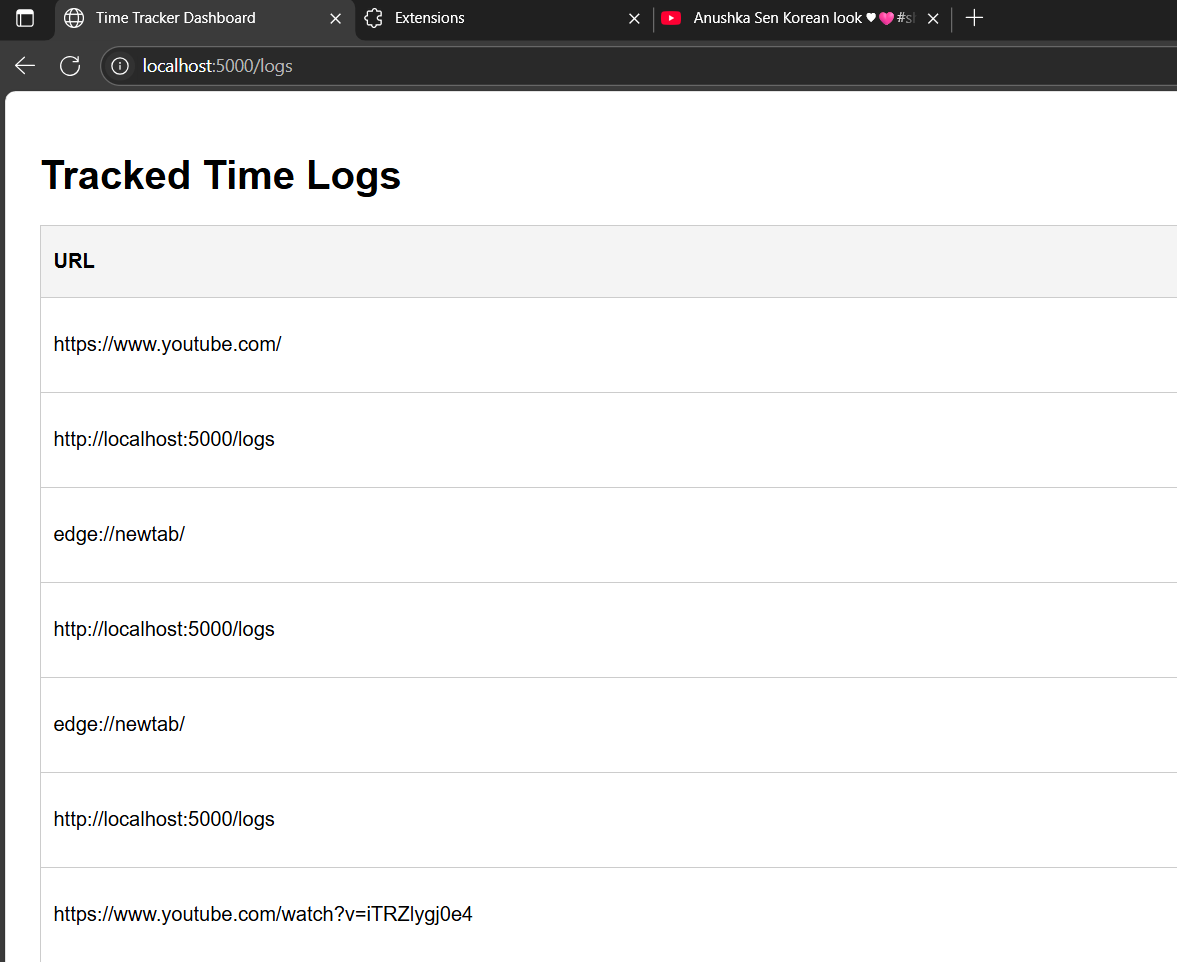 Time Tracker Dashboard
Extensions
Anushka Sen Korean look ♥💗#sh
localhost:5000/logs
Tracked Time Logs
URL
https://www.youtube.com/
http://localhost:5000/logs
edge://newtab/
http://localhost:5000/logs
edge://newtab/
http://localhost:5000/logs
https://www.youtube.com/watch?v=iTRZlygj0e4